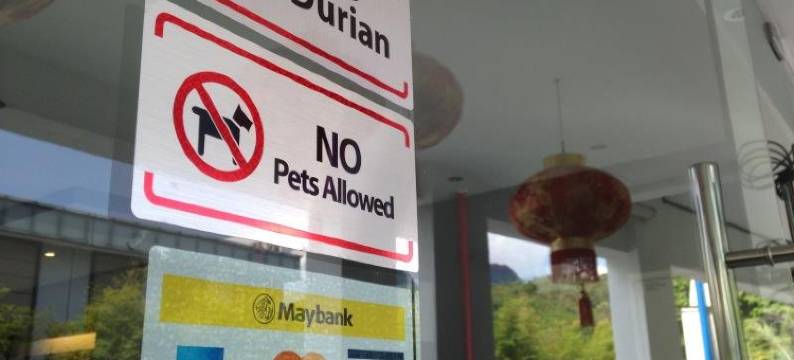 Durian
NO
Pets Allowed
Maybank